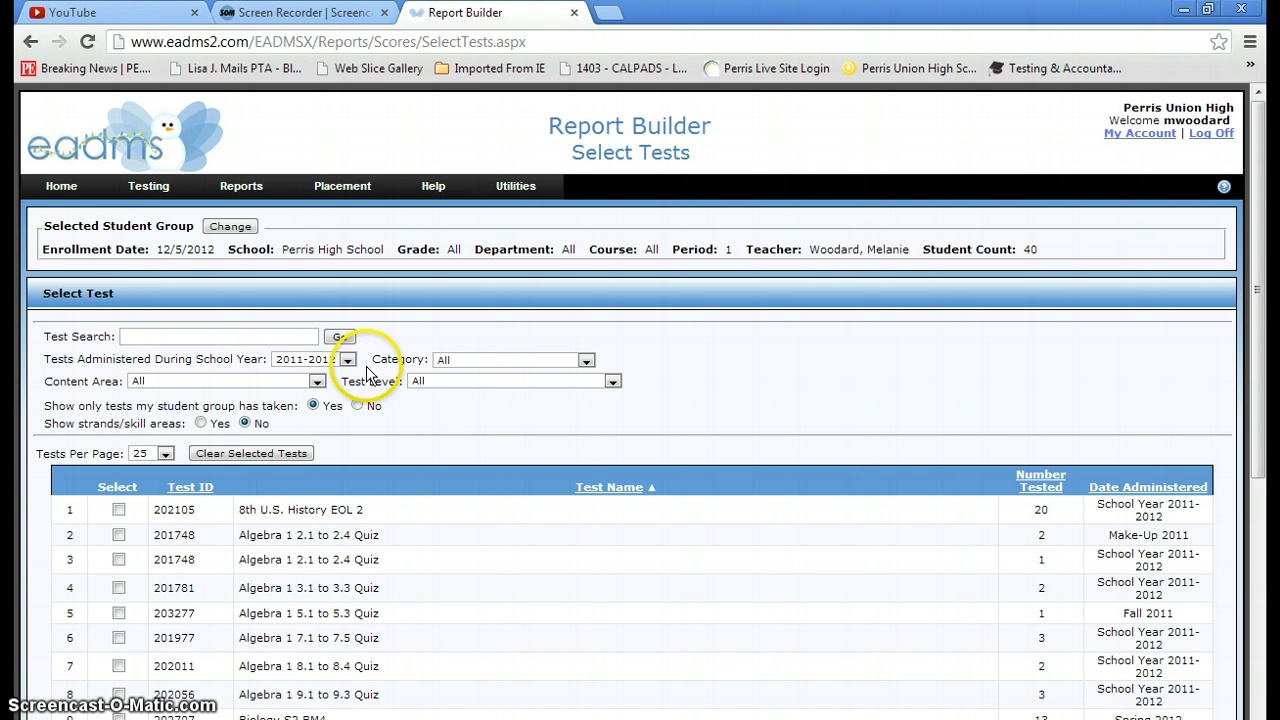 YouTube × SOM Screen Recorder | Screenc × Report Builder ×
www.eadms2.com/EADMSX/Reports/Scores/SelectTests.aspx
PE Breaking News | PE.... Lisa J. Mails PTA - Bl... Web Slice Gallery Imported From IE 1403 - CALPADS - L... Perris Live Site Login Perris Union High Sc... Testing & Accounta... »
eadms
Report Builder
Select Tests
Perris Union High
Welcome mwoodard
My Account | Log Off
Home Testing Reports Placement Help Utilities ?
Selected Student Group Change
Enrollment Date: 12/5/2012 School: Perris High School Grade: All Department: All Course: All Period: 1 Teacher: Woodard, Melanie Student Count: 40
Select Test
Test Search: Go
Tests Administered During School Year: 2011-2012 Category: All
Content Area: All Test Level: All
Show only tests my student group has taken: Yes No
Show strands/skill areas: Yes No
Tests Per Page: 25 Clear Selected Tests
Select Test ID Test Name ▲ Number Tested Date Administered
1 202105 8th U.S. History EOL 2 20 School Year 2011-2012
2 201748 Algebra 1 2.1 to 2.4 Quiz 2 Make-Up 2011
3 201748 Algebra 1 2.1 to 2.4 Quiz 1 School Year 2011-2012
4 201781 Algebra 1 3.1 to 3.3 Quiz 2 School Year 2011-2012
5 203277 Algebra 1 5.1 to 5.3 Quiz 1 Fall 2011
6 201977 Algebra 1 7.1 to 7.5 Quiz 3 School Year 2011-2012
7 202011 Algebra 1 8.1 to 8.4 Quiz 2 School Year 2011-2012
8 202056 Algebra 1 9.1 to 9.3 Quiz 3 School Year 2011-2012
9 202707 Biology S2 BM4 13 Spring 2012
Screencast-O-Matic.com